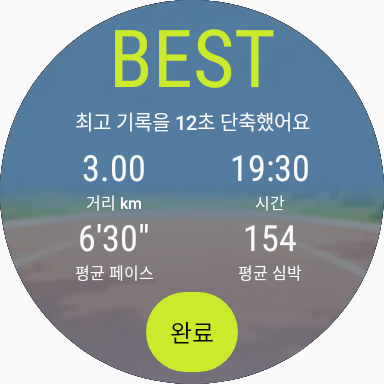 BEST
최고 기록을 12초 단축했어요
3.00 19:30
거리 km 시간
6'30" 154
평균 페이스 평균 심박
완료